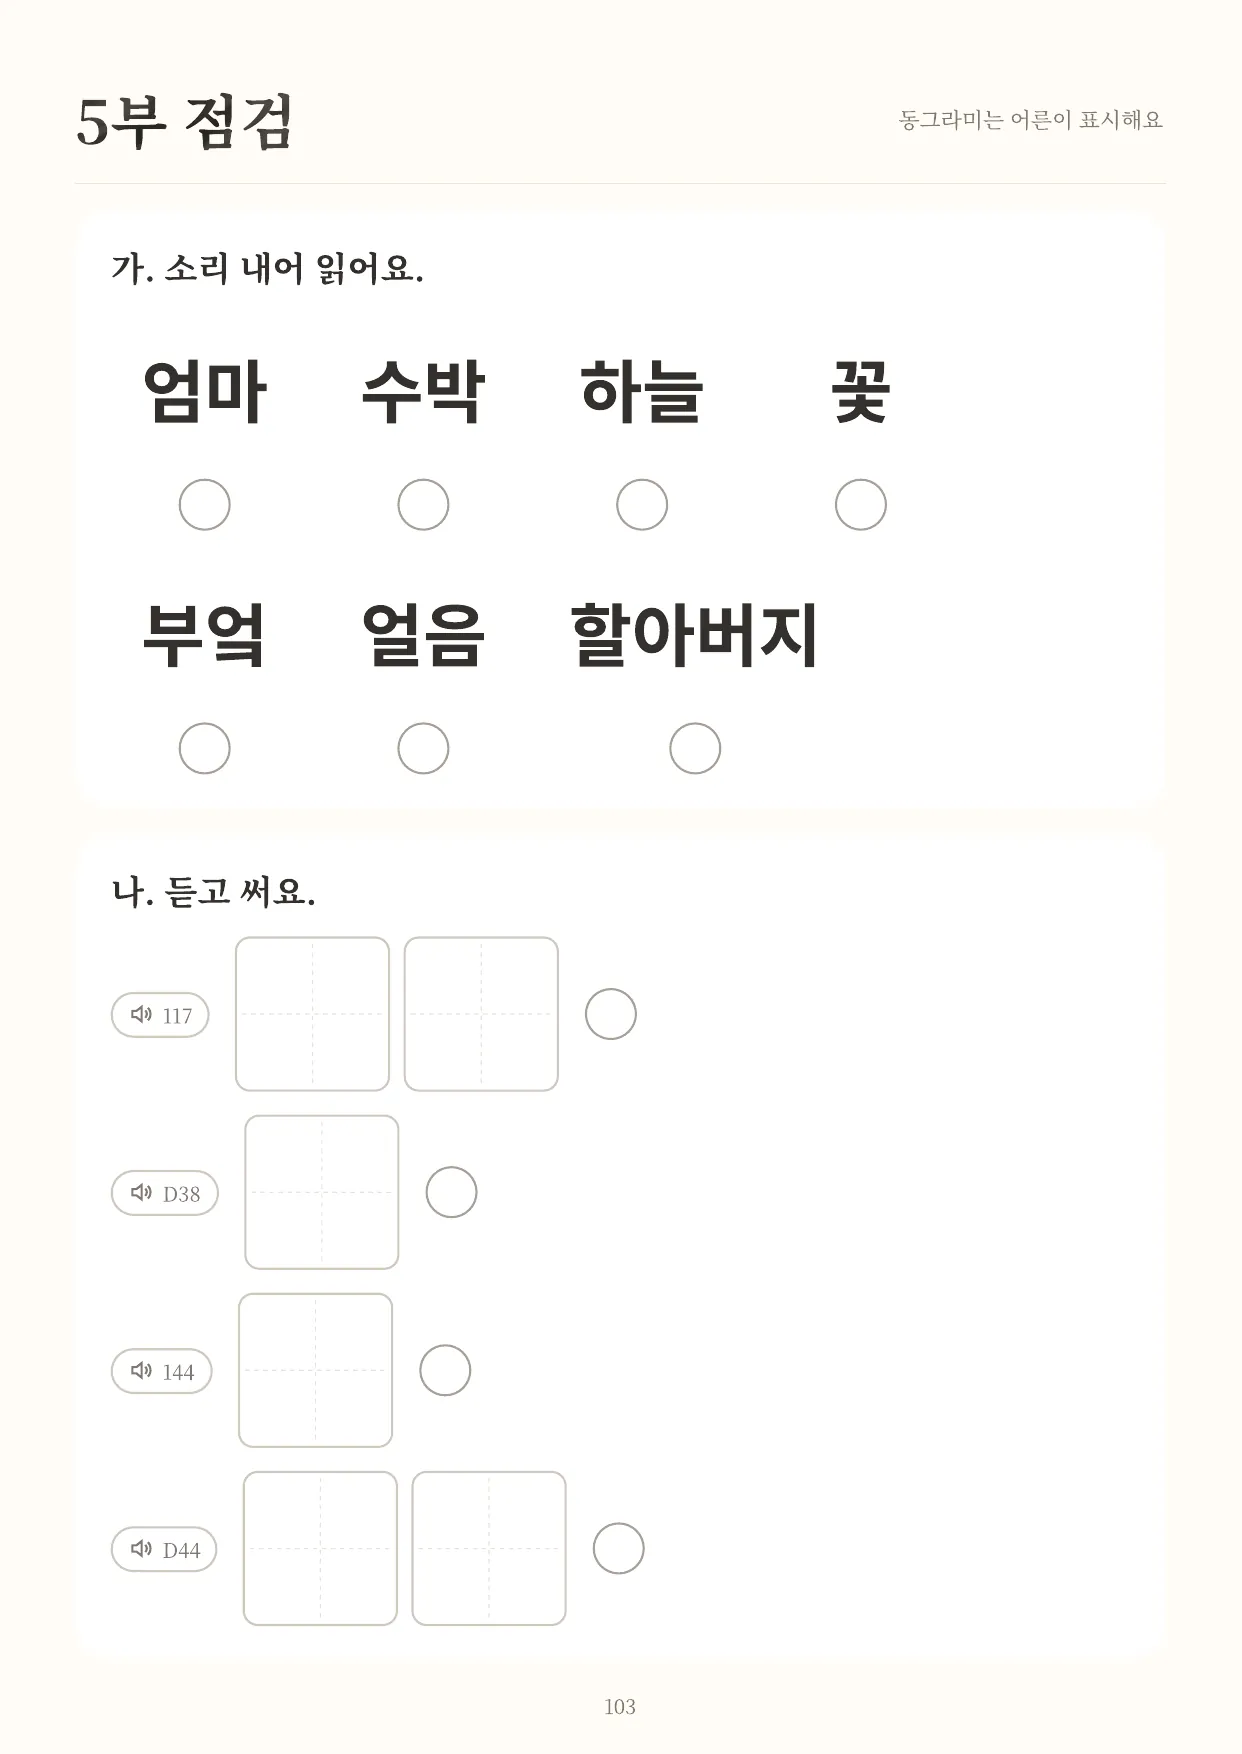 5부 점검
동그라미는 어른이 표시해요
가. 소리 내어 읽어요.
엄마 수박 하늘 꽃
부엌 얼음 할아버지
나. 듣고 써요.
117
D38
144
D44
103